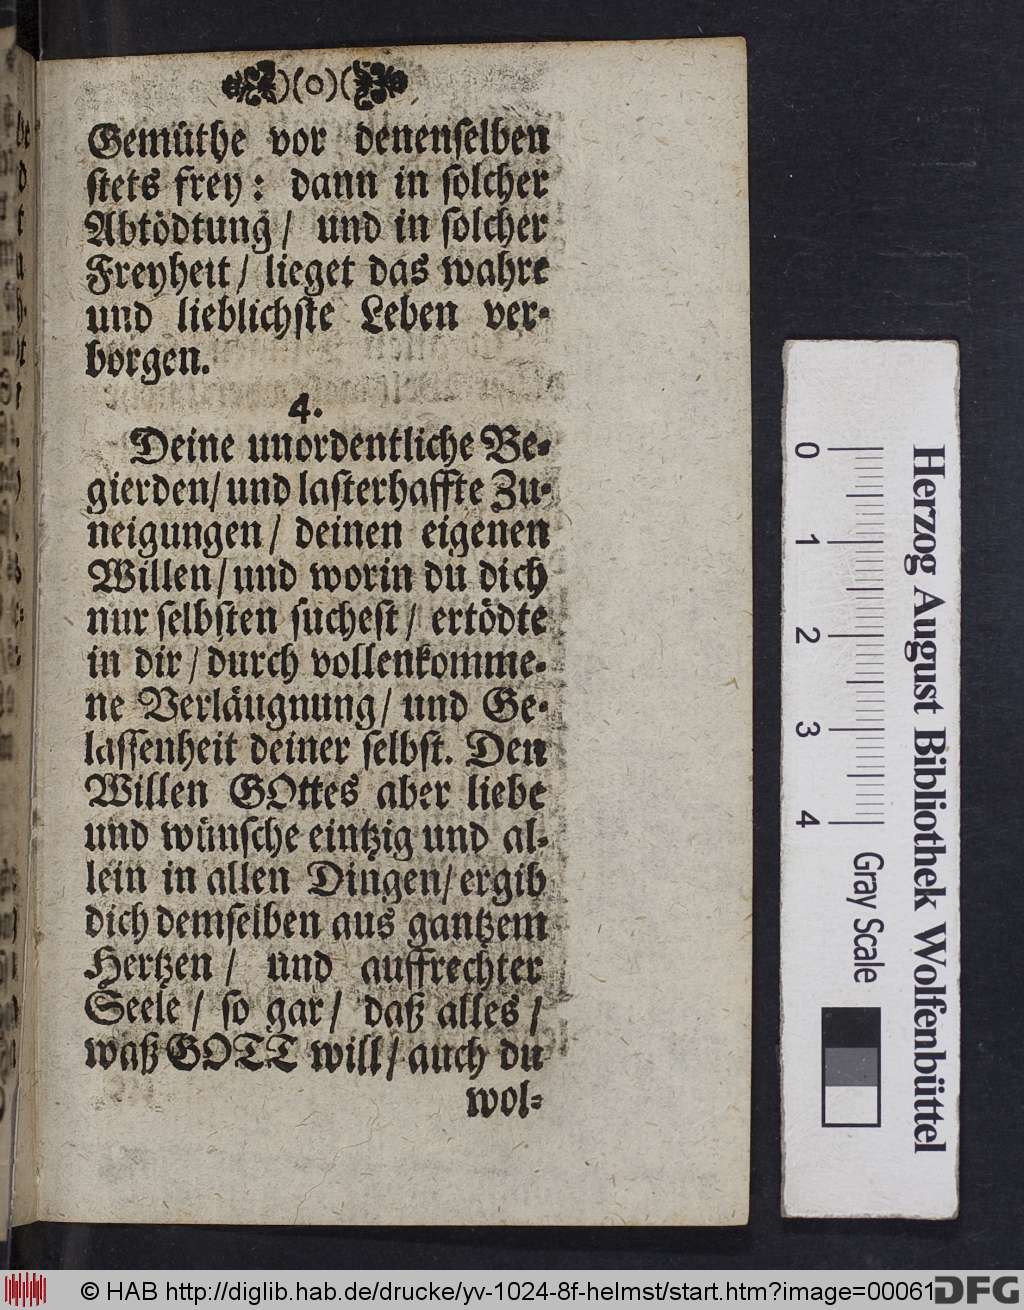 )(o)(
Gemüthe vor denenselben
stets frey: dann in solcher
Abtödtung/ und in solcher
Freyheit/ lieget das wahre
und lieblichste Leben ver-
borgen.
4.
Deine unordentliche Be-
gierden/ und lasterhaffte Zu-
neigungen/ deinen eigenen
Willen/ und worin du dich
nur selbsten suchest/ ertödte
in dir/ durch vollenkomme-
ne Verläugnung/ und Ge-
lassenheit deiner selbst. Den
Willen GOttes aber liebe
und wünsche eintzig und al-
lein in allen Dingen/ ergib
dich demselben aus gantzem
Hertzen/ und auffrechter
Seele/ so gar/ daß alles/
waß GOTT will/ auch du
wol-
Herzog August Bibliothek Wolfenbüttel
0 1 2 3 4 Gray Scale
© HAB http://diglib.hab.de/drucke/yv-1024-8f-helmst/start.htm?image=00061
DFG